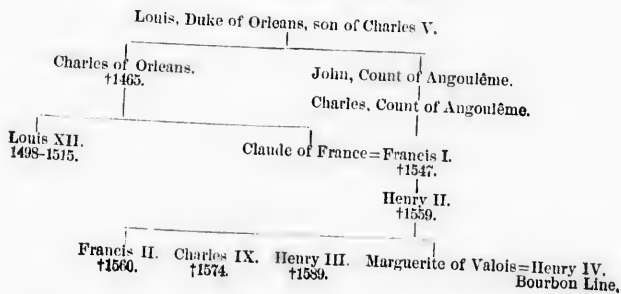 Louis, Duke of Orleans, son of Charles V.
Charles of Orleans.
†1465.
John, Count of Angoulême.
Charles, Count of Angoulême.
Louis XII.
1498-1515.
Claude of France=Francis I.
†1547.
Henry II.
†1559.
Francis II.
†1560.
Charles IX.
†1574.
Henry III.
†1589.
Marguerite of Valois=Henry IV.
Bourbon Line.